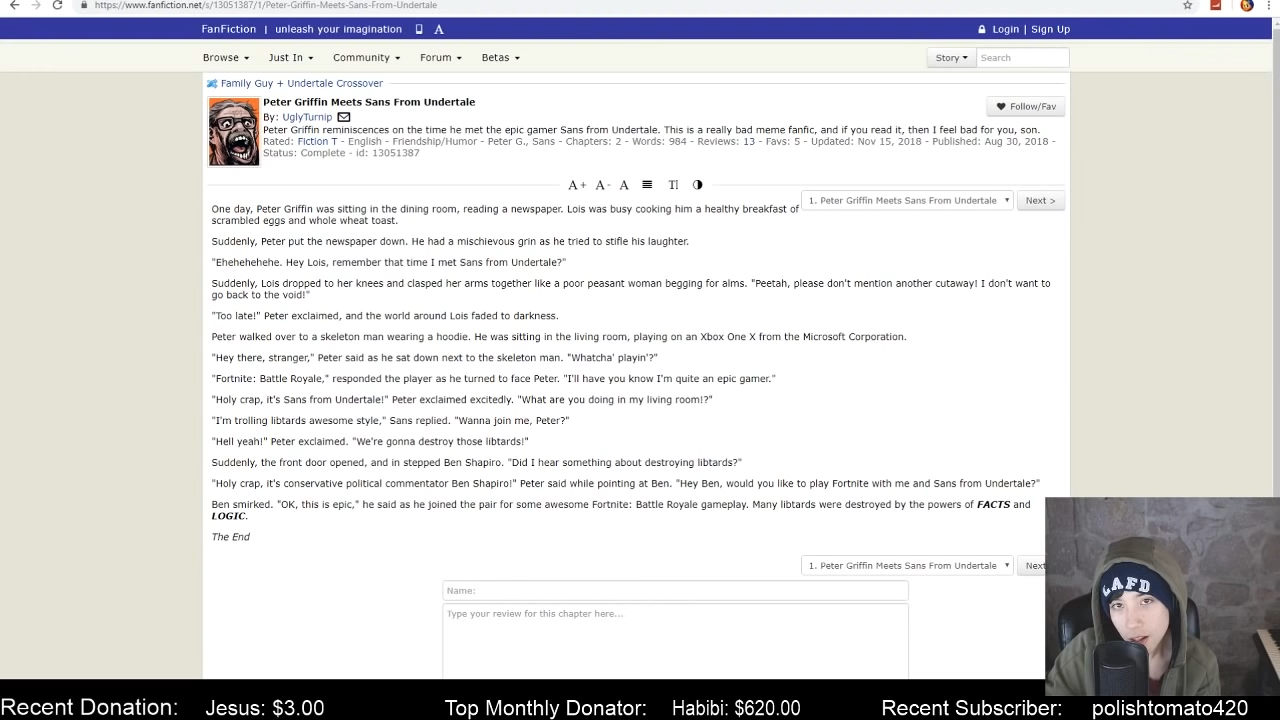 https://www.fanfiction.net/s/13051387/1/Peter-Griffin-Meets-Sans-From-Undertale
FanFiction | unleash your imagination A Login | Sign Up
Browse Just In Community Forum Betas Story Search
Family Guy + Undertale Crossover
Peter Griffin Meets Sans From Undertale
Follow/Fav
By: UglyTurnip
Peter Griffin reminiscences on the time he met the epic gamer Sans from Undertale. This is a really bad meme fanfic, and if you read it, then I feel bad for you, son.
Rated: Fiction T - English - Friendship/Humor - Peter G., Sans - Chapters: 2 - Words: 984 - Reviews: 13 - Favs: 5 - Updated: Nov 15, 2018 - Published: Aug 30, 2018 -
Status: Complete - id: 13051387
A+ A- A TI
1. Peter Griffin Meets Sans From Undertale Next >
One day, Peter Griffin was sitting in the dining room, reading a newspaper. Lois was busy cooking him a healthy breakfast of
scrambled eggs and whole wheat toast.
Suddenly, Peter put the newspaper down. He had a mischievous grin as he tried to stifle his laughter.
"Ehehehehehe. Hey Lois, remember that time I met Sans from Undertale?"
Suddenly, Lois dropped to her knees and clasped her arms together like a poor peasant woman begging for alms. "Peetah, please don't mention another cutaway! I don't want to
go back to the void!"
"Too late!" Peter exclaimed, and the world around Lois faded to darkness.
Peter walked over to a skeleton man wearing a hoodie. He was sitting in the living room, playing on an Xbox One X from the Microsoft Corporation.
"Hey there, stranger," Peter said as he sat down next to the skeleton man. "Whatcha' playin'?"
"Fortnite: Battle Royale," responded the player as he turned to face Peter. "I'll have you know I'm quite an epic gamer."
"Holy crap, it's Sans from Undertale!" Peter exclaimed excitedly. "What are you doing in my living room!?"
"I'm trolling libtards awesome style," Sans replied. "Wanna join me, Peter?"
"Hell yeah!" Peter exclaimed. "We're gonna destroy those libtards!"
Suddenly, the front door opened, and in stepped Ben Shapiro. "Did I hear something about destroying libtards?"
"Holy crap, it's conservative political commentator Ben Shapiro!" Peter said while pointing at Ben. "Hey Ben, would you like to play Fortnite with me and Sans from Undertale?"
Ben smirked. "OK, this is epic," he said as he joined the pair for some awesome Fortnite: Battle Royale gameplay. Many libtards were destroyed by the powers of FACTS and
LOGIC.
The End
1. Peter Griffin Meets Sans From Undertale Next
Name:
Type your review for this chapter here...
LAFD
Recent Donation: Jesus: $3.00 Top Monthly Donator: Habibi: $620.00 Recent Subscriber: polishtomato420